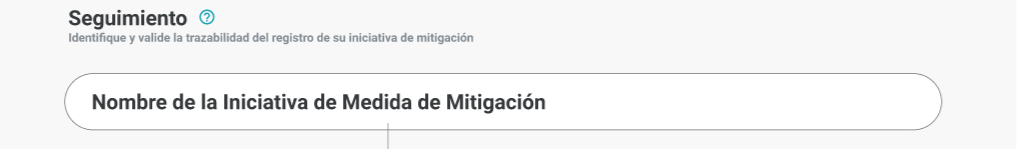 Seguimiento ?
Identifique y valide la trazabilidad del registro de su iniciativa de mitigación
Nombre de la Iniciativa de Medida de Mitigación